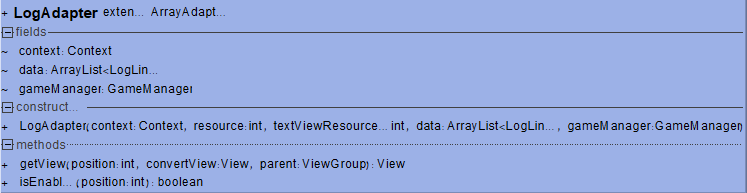 + LogAdapter exten... ArrayAdapt...
fields
~ context:Context
~ data:ArrayList<LogLin...
~ gameManager:GameManager
construct...
+ LogAdapter(context:Context, resource:int, textViewResource... int, data:ArrayList<LogLin..., gameManager:GameManager)
methods
+ getView(position:int, convertView:View, parent:ViewGroup):View
+ isEnabl... (position:int):boolean